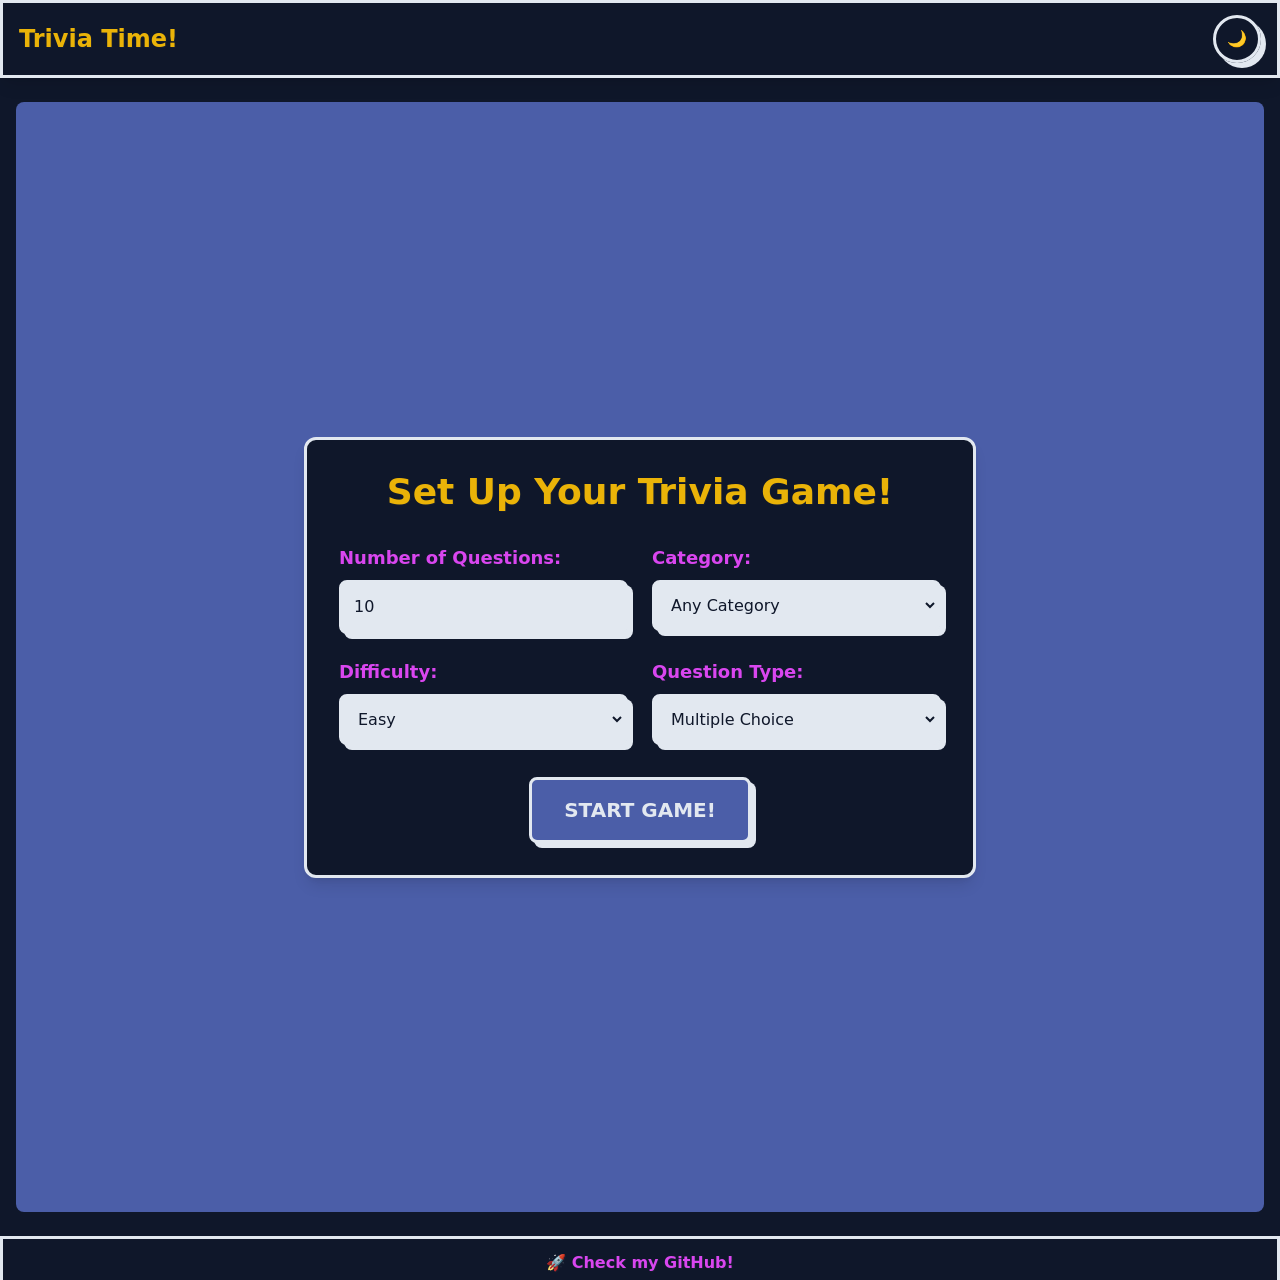 Trivia Time!
🌙
Set Up Your Trivia Game!
Number of Questions:
Category:
10
Any Category
Difficulty:
Question Type:
Easy
Multiple Choice
START GAME!
🚀 Check my GitHub!